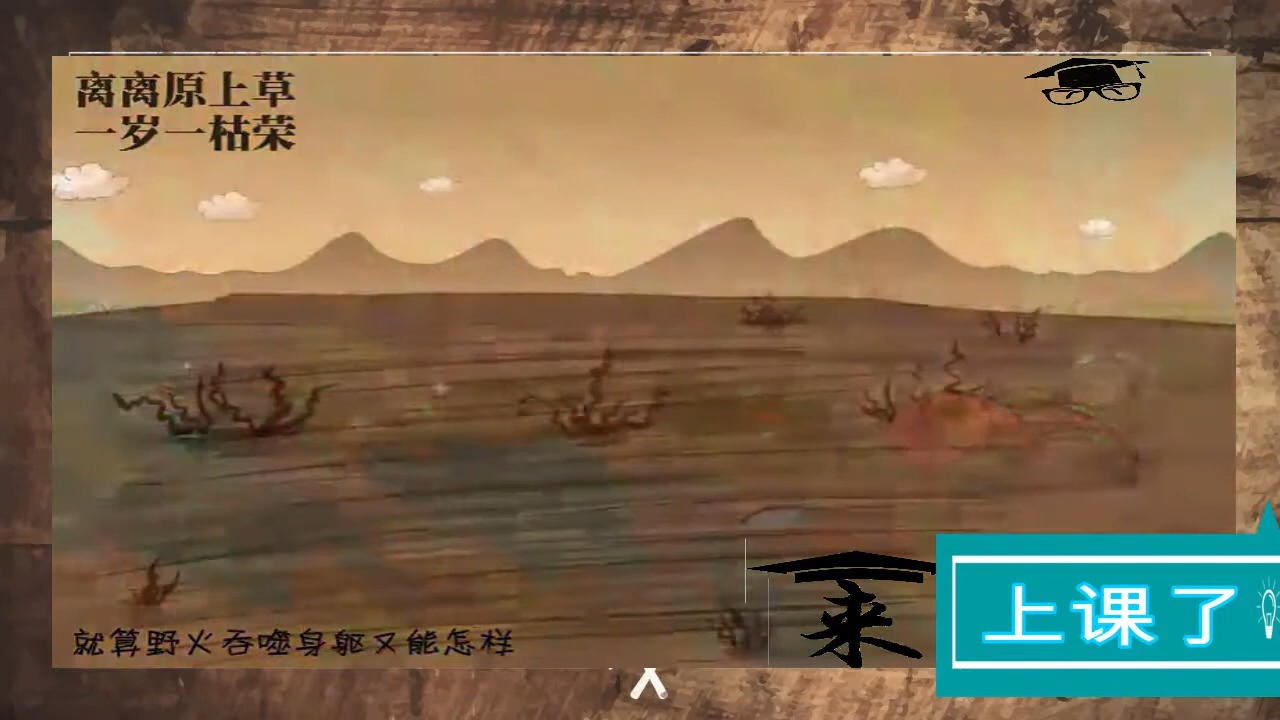 离离原上草
一岁一枯荣
就算野火吞噬身躯又能怎样
来
上课了